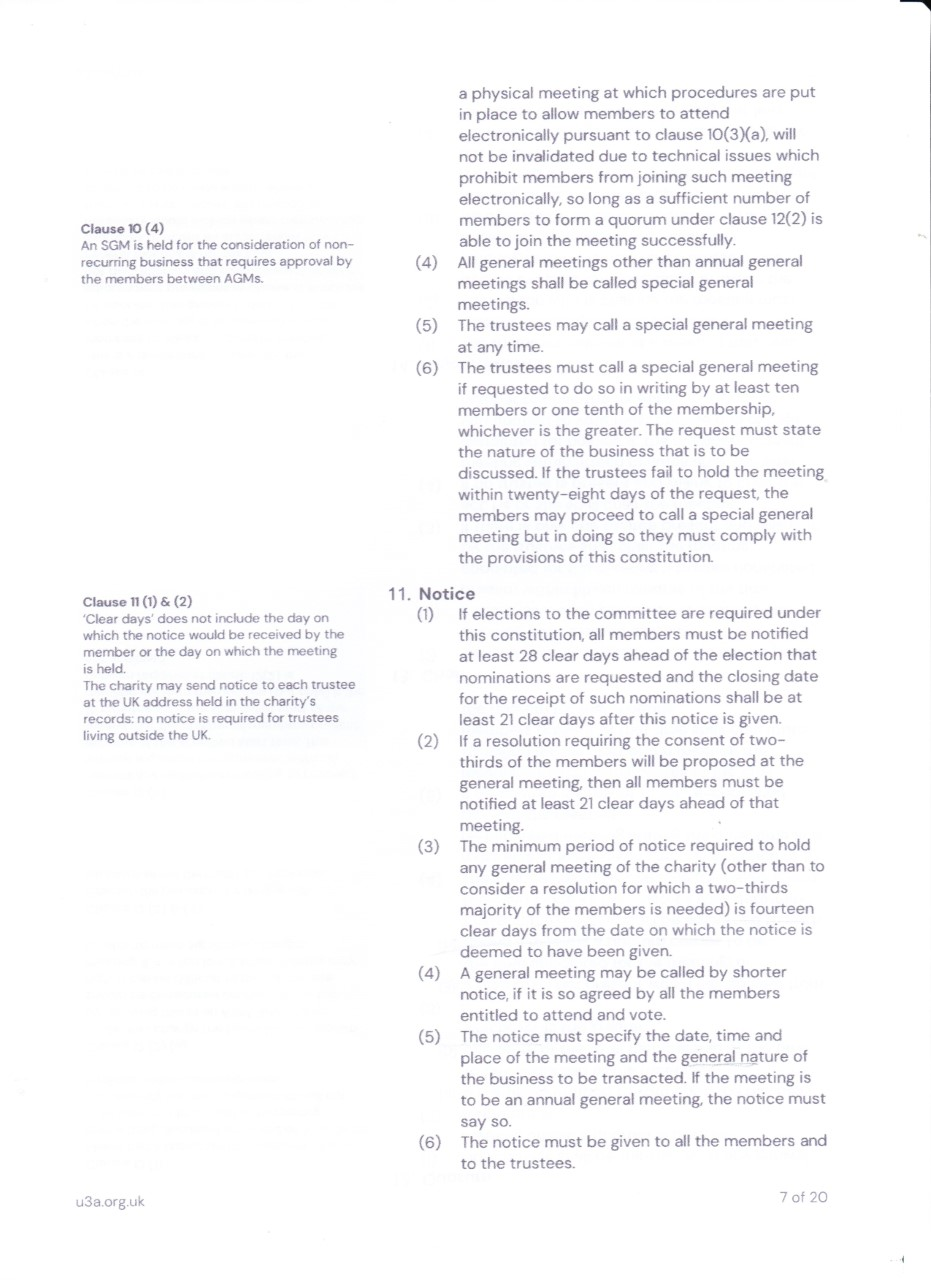 a physical meeting at which procedures are put
in place to allow members to attend
electronically pursuant to clause 10(3)(a), will
not be invalidated due to technical issues which
prohibit members from joining such meeting
electronically, so long as a sufficient number of
members to form a quorum under clause 12(2) is
able to join the meeting successfully.
Clause 10 (4)
An SGM is held for the consideration of non-
recurring business that requires approval by
the members between AGMs.
(4) All general meetings other than annual general
meetings shall be called special general
meetings.
(5) The trustees may call a special general meeting
at any time.
(6) The trustees must call a special general meeting
if requested to do so in writing by at least ten
members or one tenth of the membership,
whichever is the greater. The request must state
the nature of the business that is to be
discussed. If the trustees fail to hold the meeting
within twenty-eight days of the request, the
members may proceed to call a special general
meeting but in doing so they must comply with
the provisions of this constitution.
Clause 11 (1) & (2)
'Clear days' does not include the day on
which the notice would be received by the
member or the day on which the meeting
is held.
The charity may send notice to each trustee
at the UK address held in the charity's
records: no notice is required for trustees
living outside the UK.
11. Notice
(1) If elections to the committee are required under
this constitution, all members must be notified
at least 28 clear days ahead of the election that
nominations are requested and the closing date
for the receipt of such nominations shall be at
least 21 clear days after this notice is given.
(2) If a resolution requiring the consent of two-
thirds of the members will be proposed at the
general meeting, then all members must be
notified at least 21 clear days ahead of that
meeting.
(3) The minimum period of notice required to hold
any general meeting of the charity (other than to
consider a resolution for which a two-thirds
majority of the members is needed) is fourteen
clear days from the date on which the notice is
deemed to have been given.
(4) A general meeting may be called by shorter
notice, if it is so agreed by all the members
entitled to attend and vote.
(5) The notice must specify the date, time and
place of the meeting and the general nature of
the business to be transacted. If the meeting is
to be an annual general meeting, the notice must
say so.
(6) The notice must be given to all the members and
to the trustees.
u3a.org.uk
7 of 20